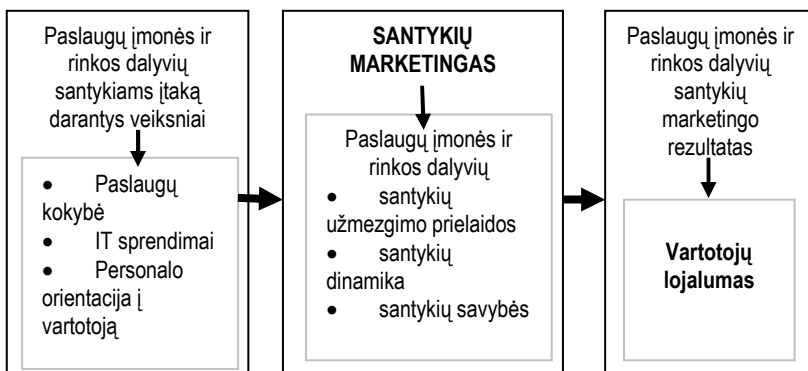 Paslaugų įmonės ir
rinkos dalyvių
santykiams įtaką
darantys veiksniai
• Paslaugų
kokybė
• IT sprendimai
• Personalo
orientacija į
vartotoją
SANTYKIŲ
MARKETINGAS
Paslaugų įmonės ir
rinkos dalyvių
• santykių
užmezgimo prielaidos
• santykių
dinamika
• santykių savybės
Paslaugų įmonės ir
rinkos dalyvių
santykių
marketingo
rezultatas
Vartotojų
lojalumas